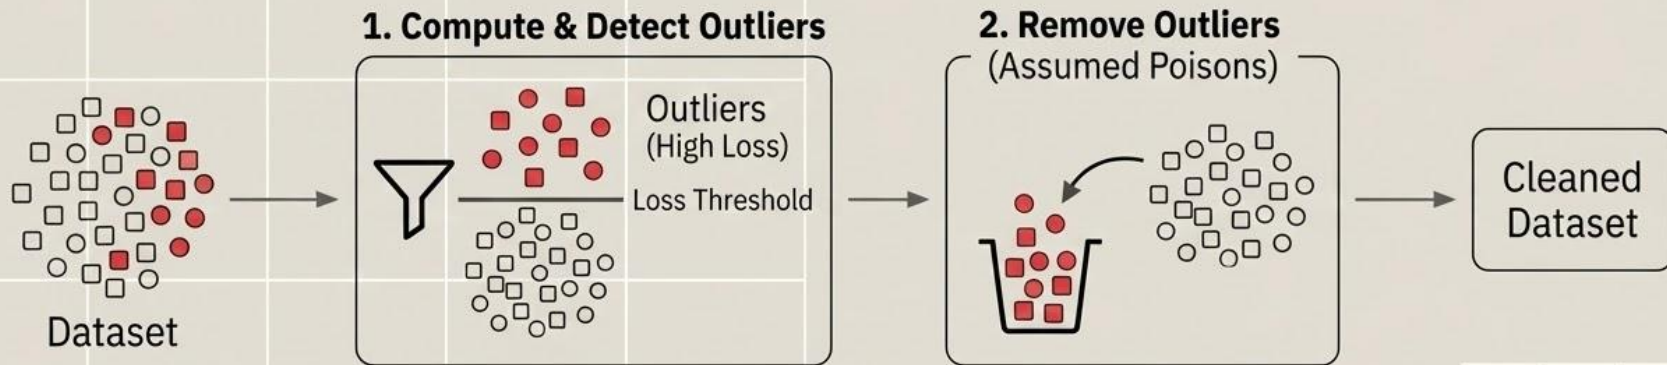 Dataset
1. Compute & Detect Outliers
Outliers
(High Loss)
Loss Threshold
2. Remove Outliers
(Assumed Poisons)
Cleaned
Dataset